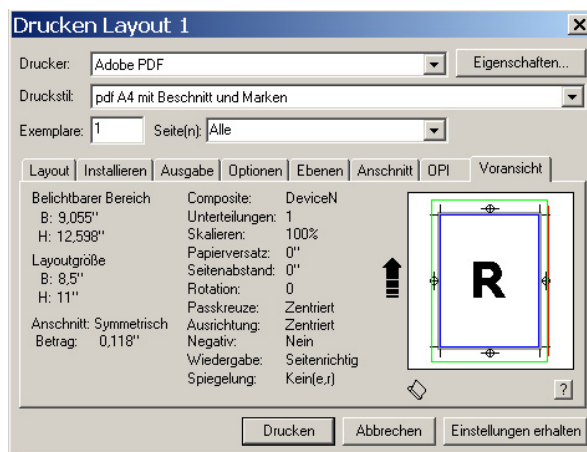 Drucken Layout 1
Drucker: Adobe PDF Eigenschaften...
Druckstil: pdf A4 mit Beschnitt und Marken
Exemplare: 1 Seite(n): Alle
Layout Installieren Ausgabe Optionen Ebenen Anschnitt OPI Voransicht
Belichtbarer Bereich
B: 9,055"
H: 12,598"
Layoutgröße
B: 8,5"
H: 11"
Anschnitt: Symmetrisch
Betrag: 0,118"
Composite: DeviceN
Unterteilungen: 1
Skalieren: 100%
Papierversatz: 0"
Seitenabstand: 0"
Rotation: 0
Passkreuze: Zentriert
Ausrichtung: Zentriert
Negativ: Nein
Wiedergabe: Seitenrichtig
Spiegelung: Kein(e,r)
R
?
Drucken Abbrechen Einstellungen erhalten